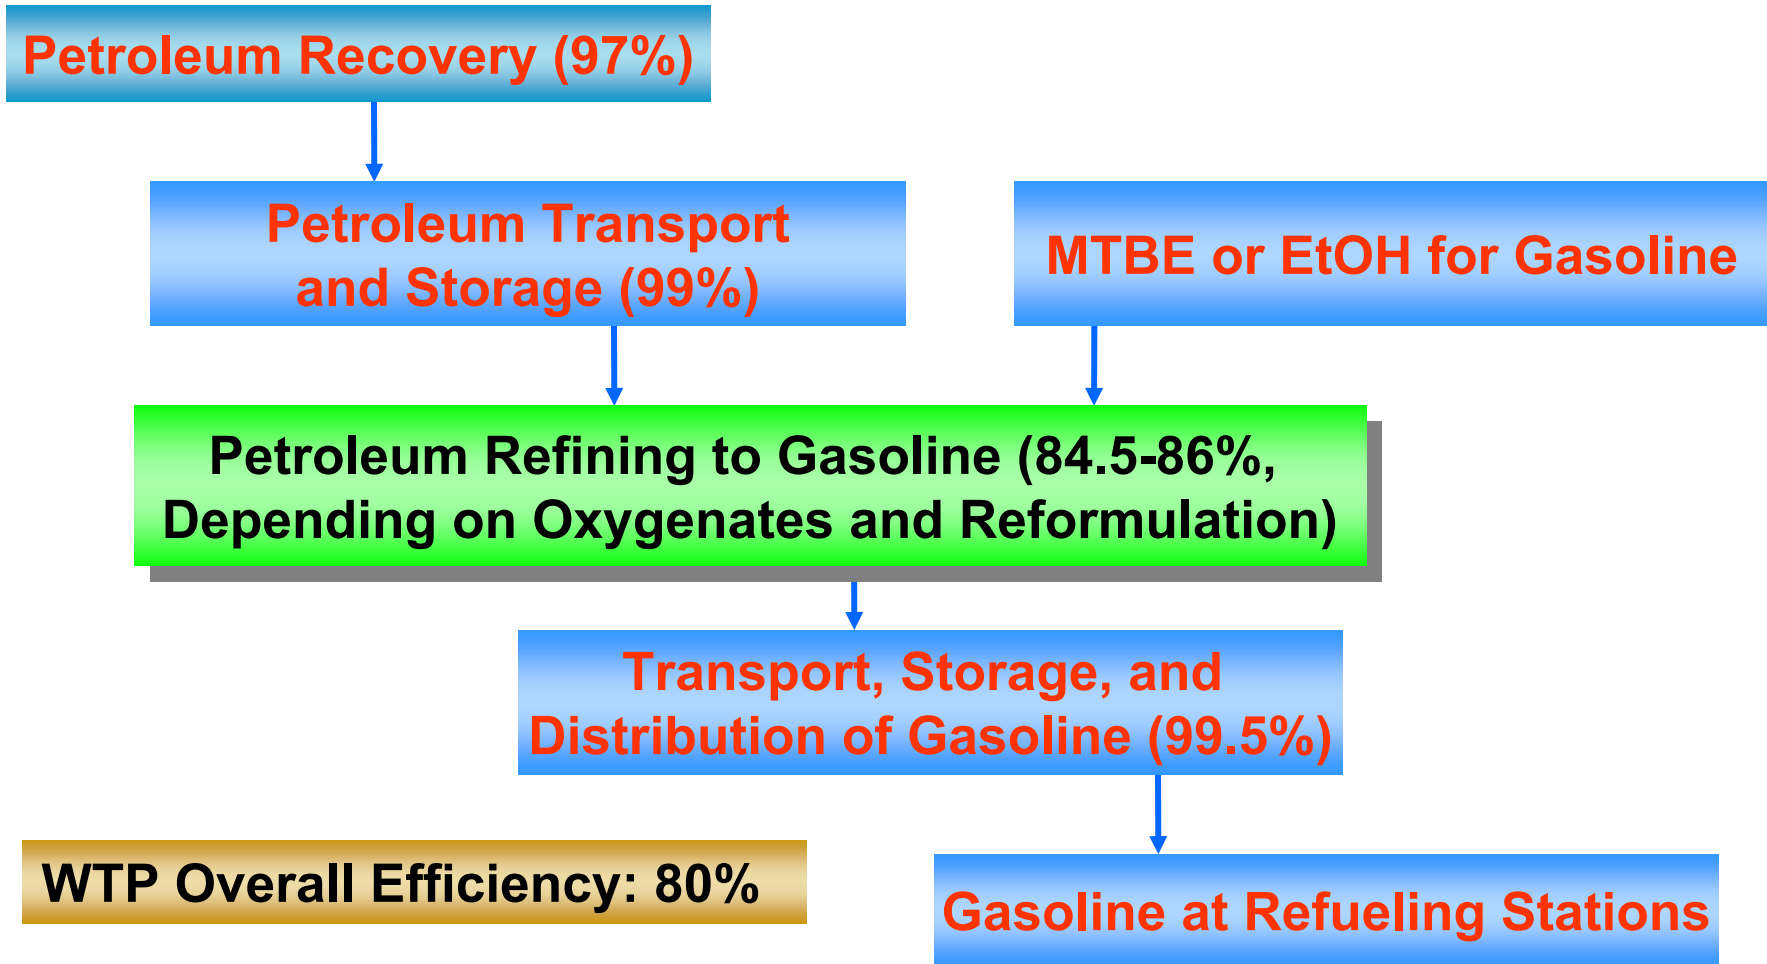 Petroleum Recovery (97%)
Petroleum Transport
and Storage (99%)
MTBE or EtOH for Gasoline
Petroleum Refining to Gasoline (84.5-86%,
Depending on Oxygenates and Reformulation)
Transport, Storage, and
Distribution of Gasoline (99.5%)
WTP Overall Efficiency: 80%
Gasoline at Refueling Stations